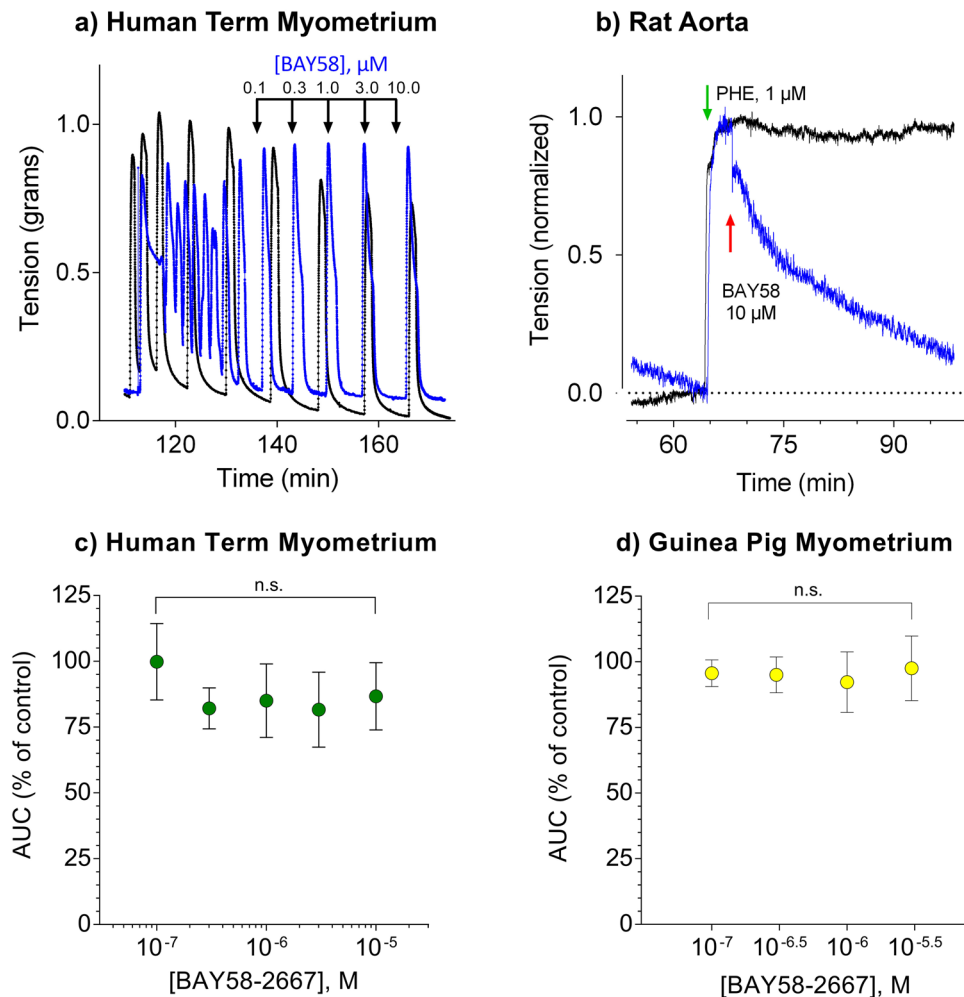 a) Human Term Myometrium
[BAY58], µM
0.1 0.3 1.0 3.0 10.0
1.0
0.5
0.0
Tension (grams)
120 140 160
Time (min)
b) Rat Aorta
PHE, 1 µM
1.0
0.5
0.0
Tension (normalized)
BAY58
10 µM
60 75 90
Time (min)
c) Human Term Myometrium
n.s.
125
100
75
50
25
0
AUC (% of control)
10⁻⁷ 10⁻⁶ 10⁻⁵
[BAY58-2667], M
d) Guinea Pig Myometrium
n.s.
125
100
75
50
25
0
AUC (% of control)
10⁻⁷ 10⁻⁶·⁵ 10⁻⁶ 10⁻⁵·⁵
[BAY58-2667], M